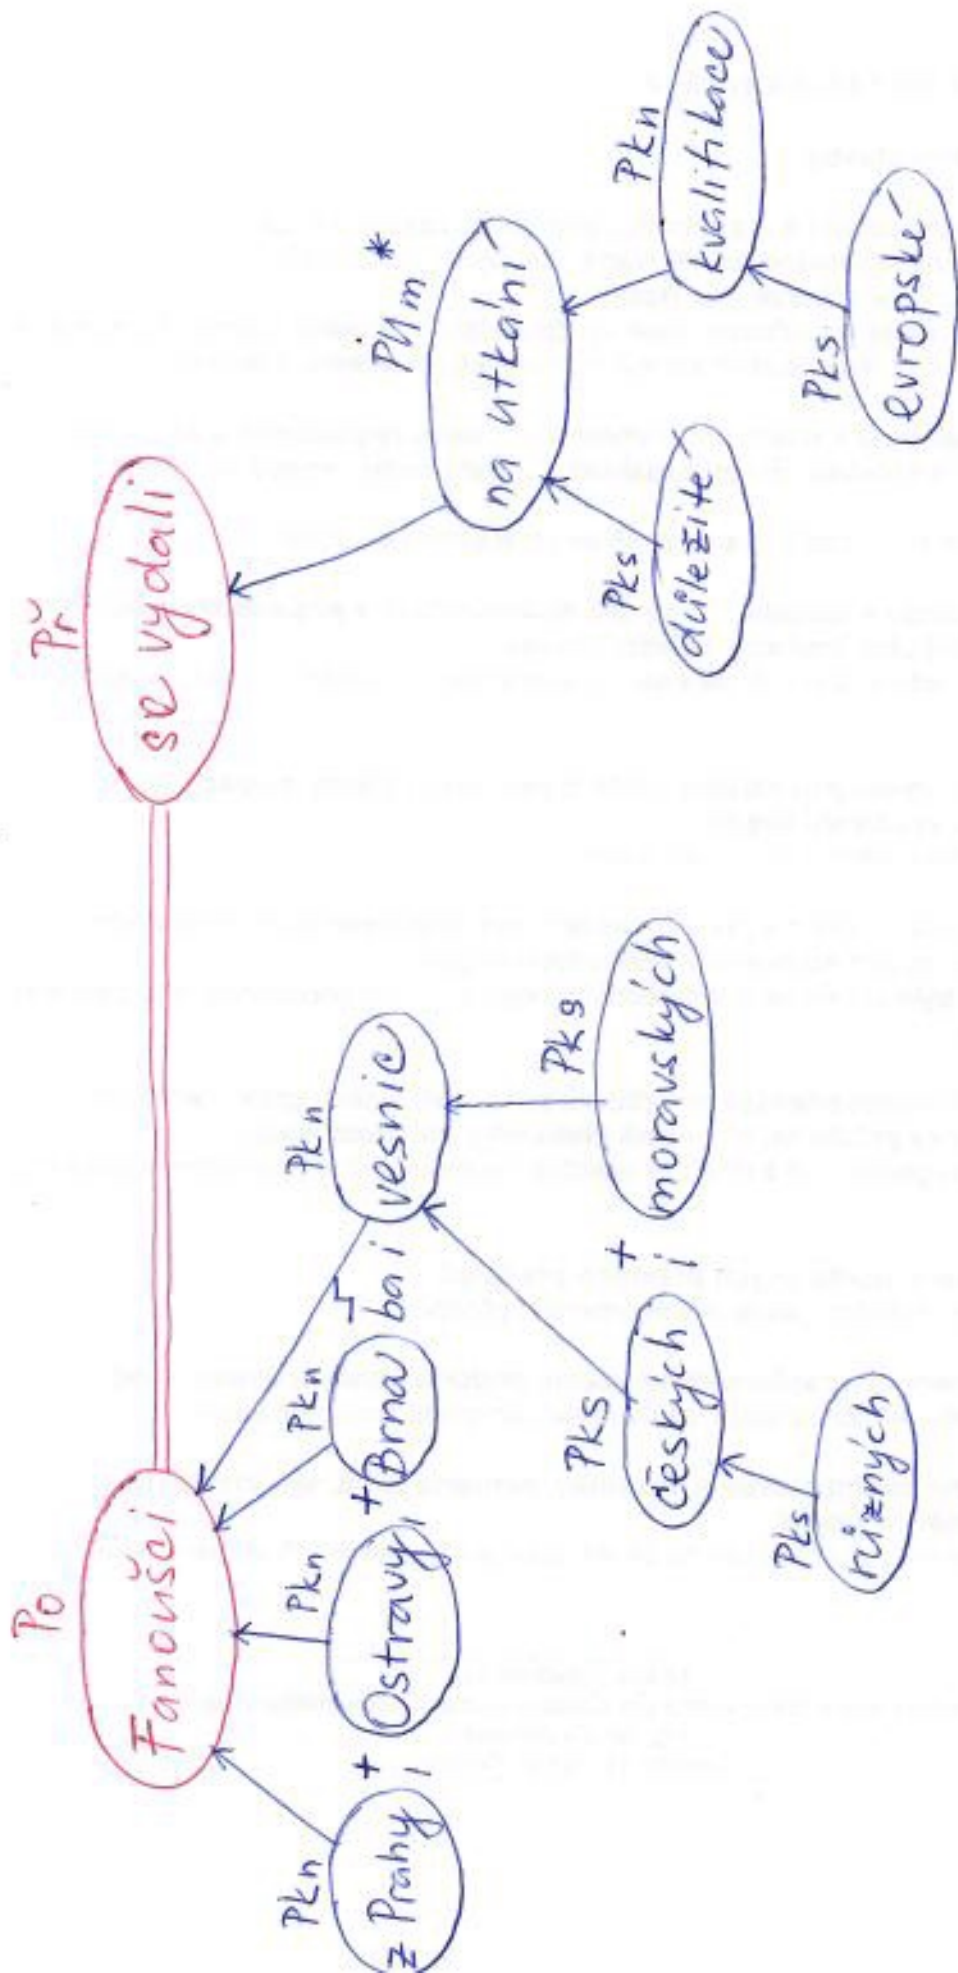 Po
Př
Fanoušci
se vydali
Pkn
Pkn
Pkn
Pkn
PUm *
z Prahy, + Ostravy, + Brna ba i vesnic
na utkání
Pks
Pks
Pks
Pkn
českých + i moravských
důležité
kvalifikace
Pks
Pks
různých
evropské